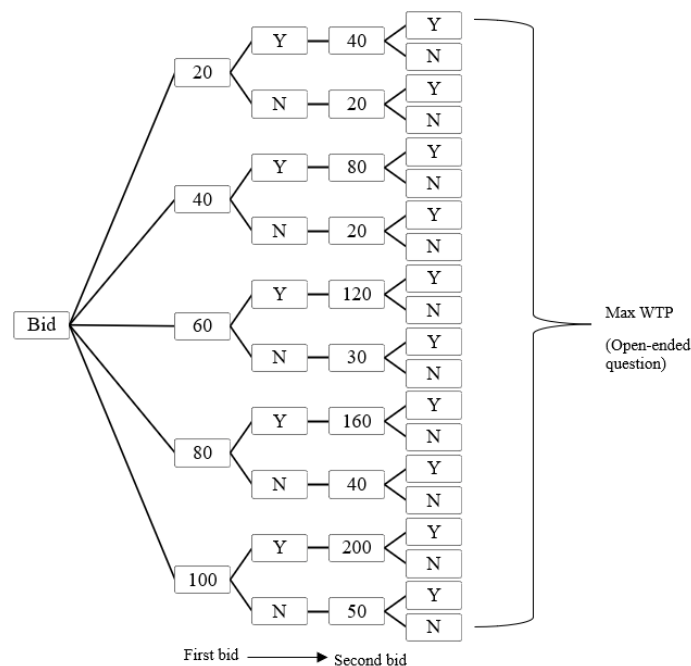 Y
Y
40
N
20
Y
N
20
N
Y
Y
80
N
40
Y
N
20
N
Y
Y
120
N
Bid
60
Max WTP
Y
N
30
(Open-ended
question)
N
Y
Y
160
N
80
Y
N
40
N
Y
Y
200
N
100
Y
N
50
N
First bid
Second bid